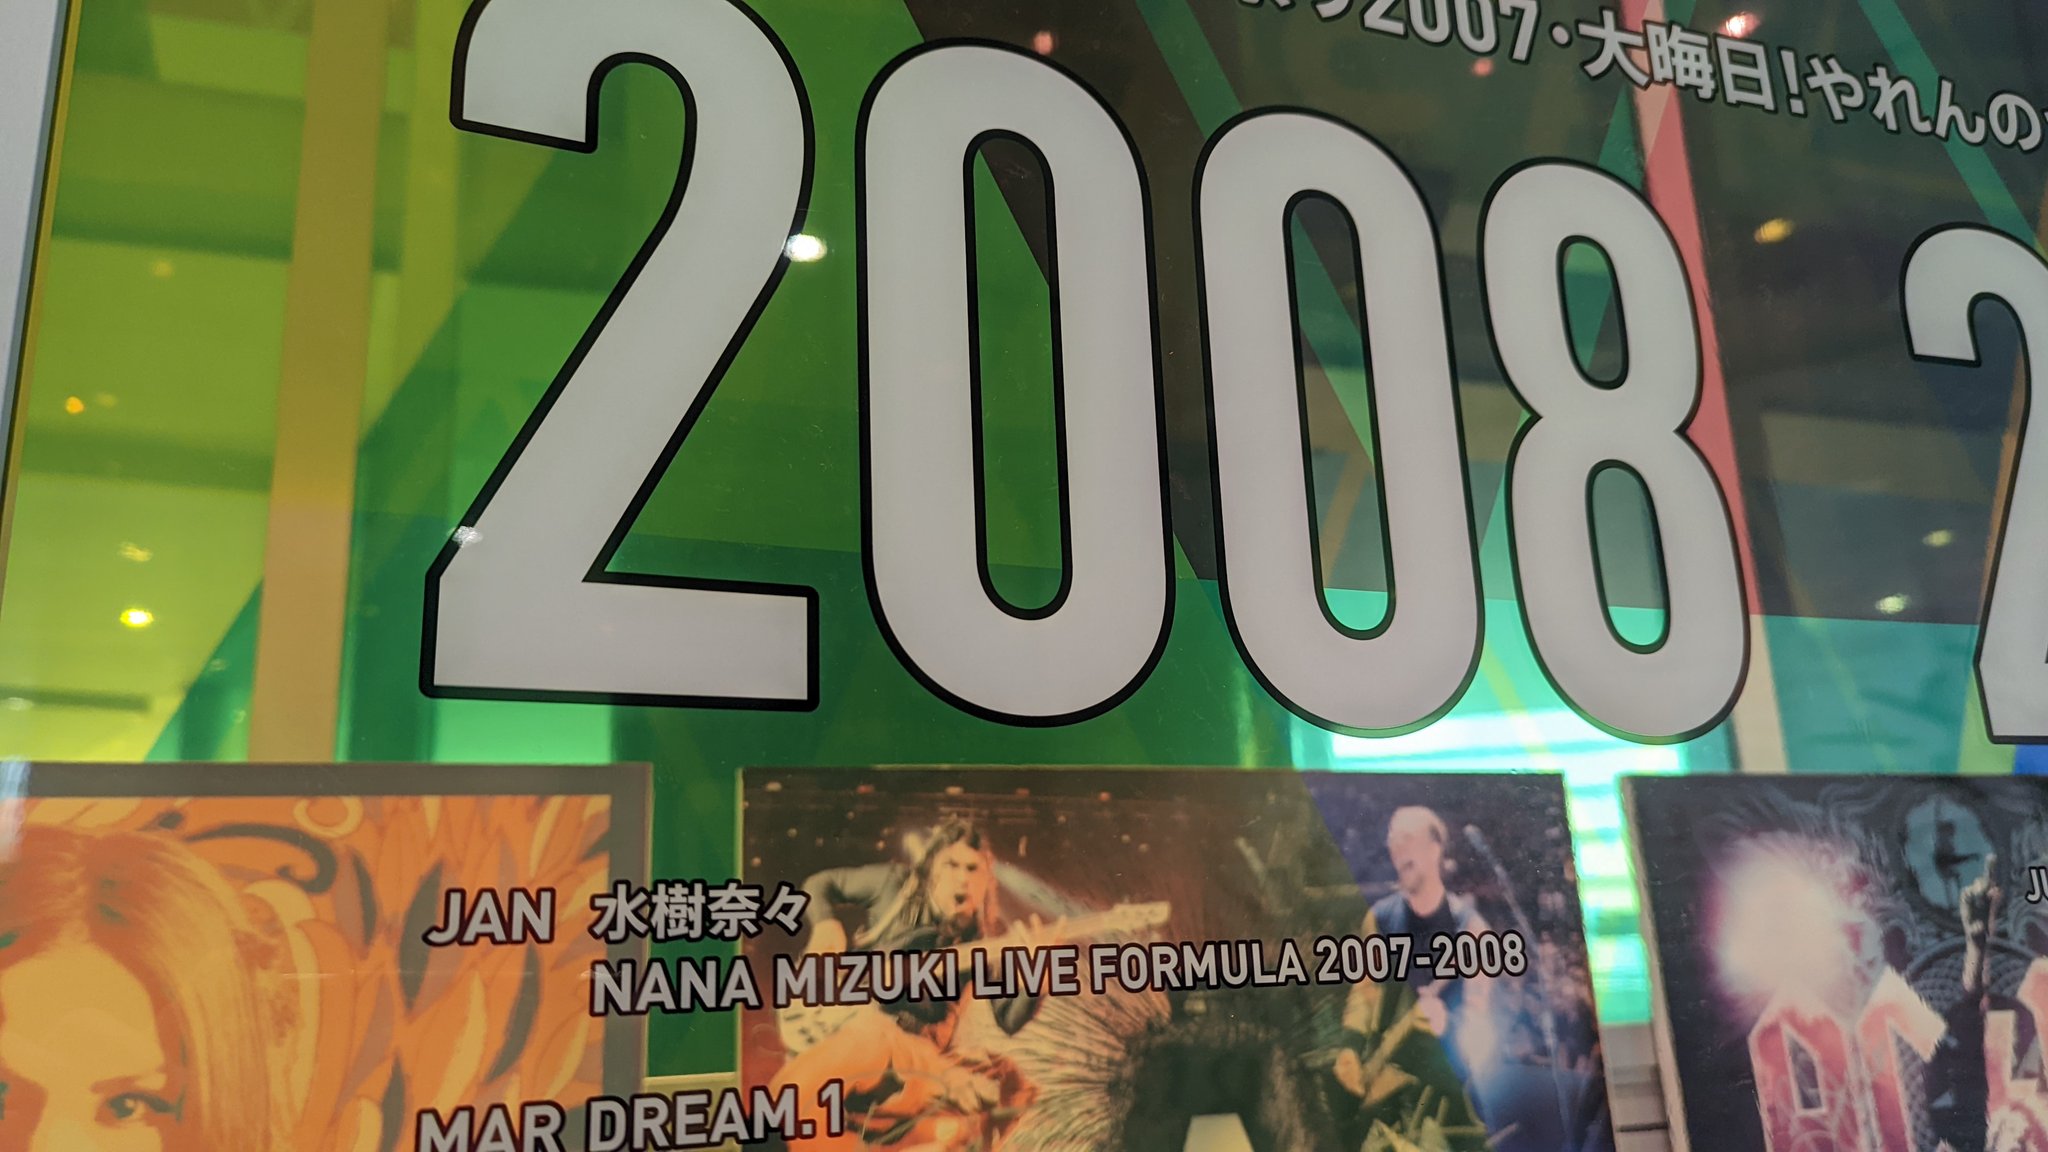 2007・大晦日!やれんの
2008
JAN 水樹奈々
NANA MIZUKI LIVE FORMULA 2007-2008
MAR DREAM.1